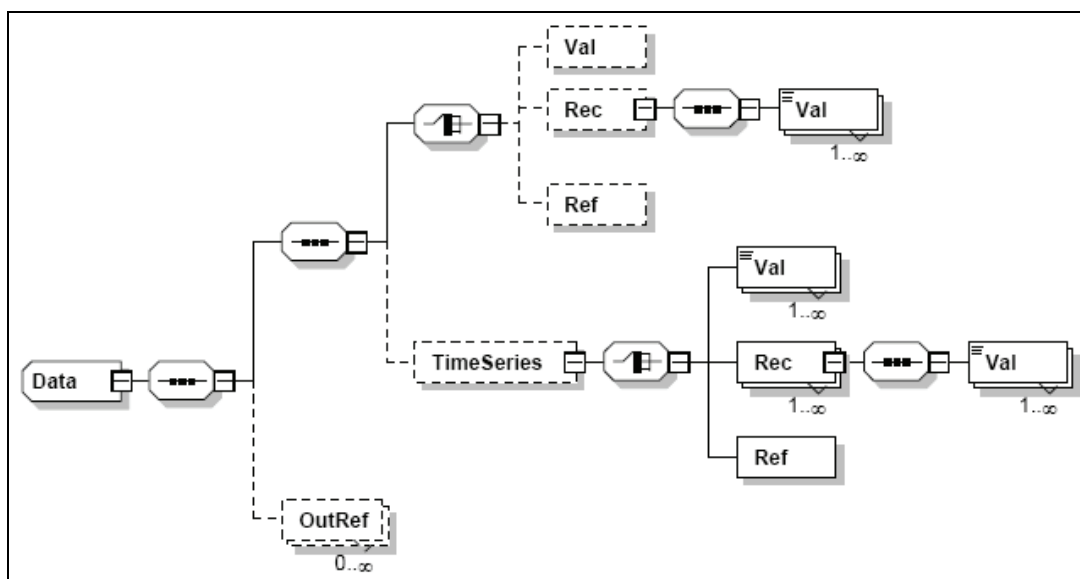 Val
Rec
Val
1..∞
Ref
Val
1..∞
Data
TimeSeries
Rec
Val
1..∞
1..∞
Ref
OutRef
0..∞